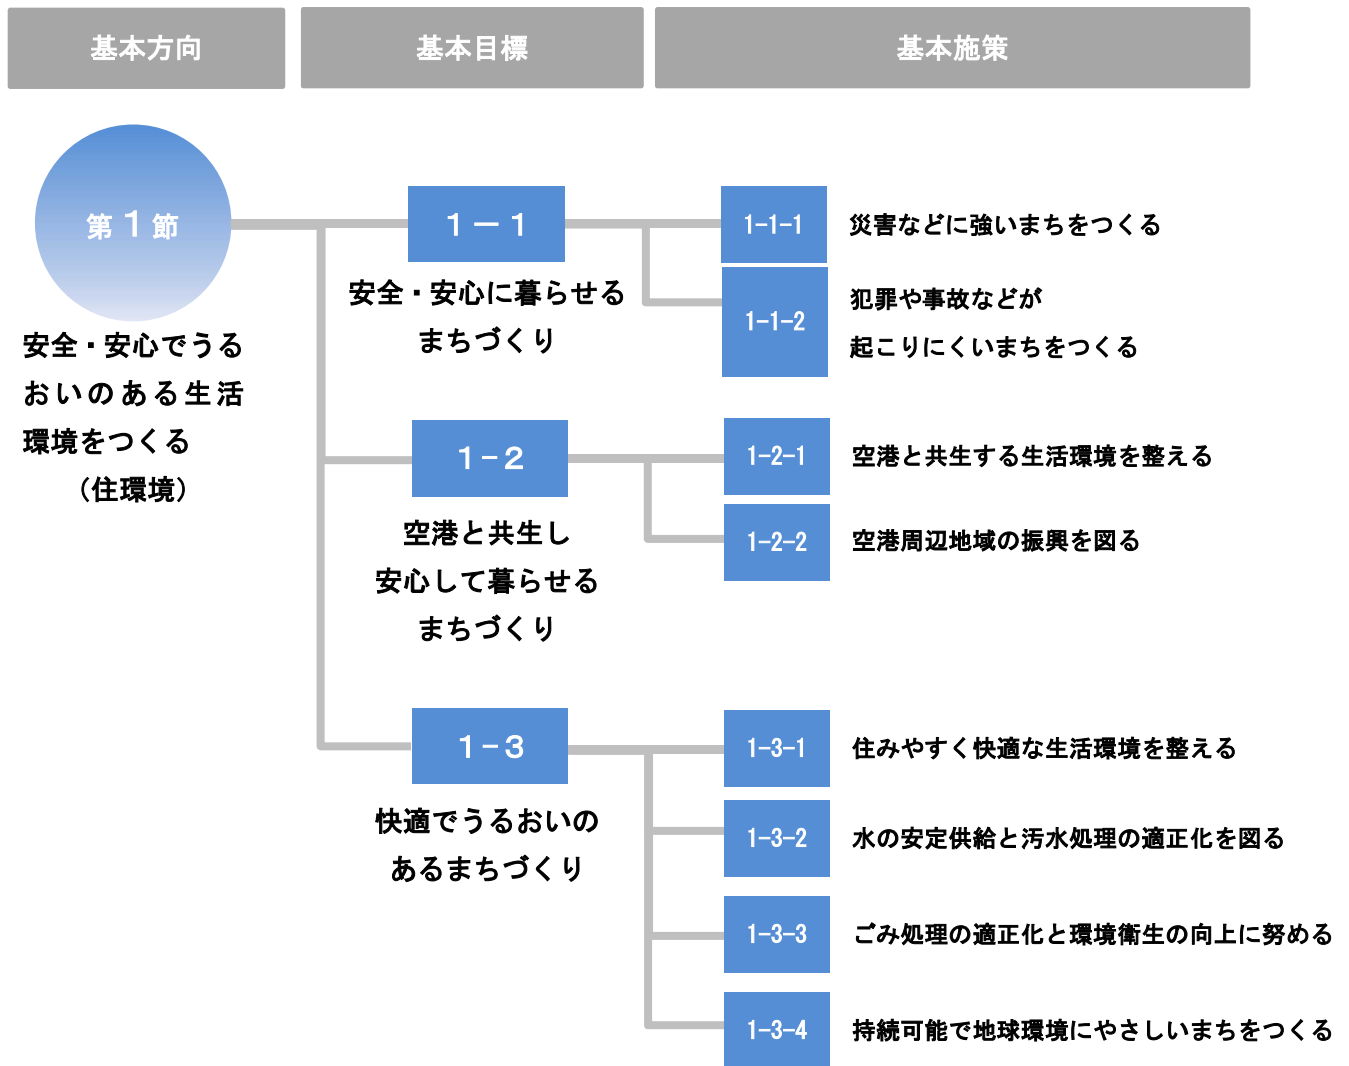 基本方向
基本目標
基本施策
第１節
安全・安心でうる
おいのある生活
環境をつくる
（住環境）
１－１
安全・安心に暮らせる
まちづくり
1-1-1
災害などに強いまちをつくる
1-1-2
犯罪や事故などが
起こりにくいまちをつくる
１-２
空港と共生し
安心して暮らせる
まちづくり
1-2-1
空港と共生する生活環境を整える
1-2-2
空港周辺地域の振興を図る
１-３
快適でうるおいの
あるまちづくり
1-3-1
住みやすく快適な生活環境を整える
1-3-2
水の安定供給と汚水処理の適正化を図る
1-3-3
ごみ処理の適正化と環境衛生の向上に努める
1-3-4
持続可能で地球環境にやさしいまちをつくる